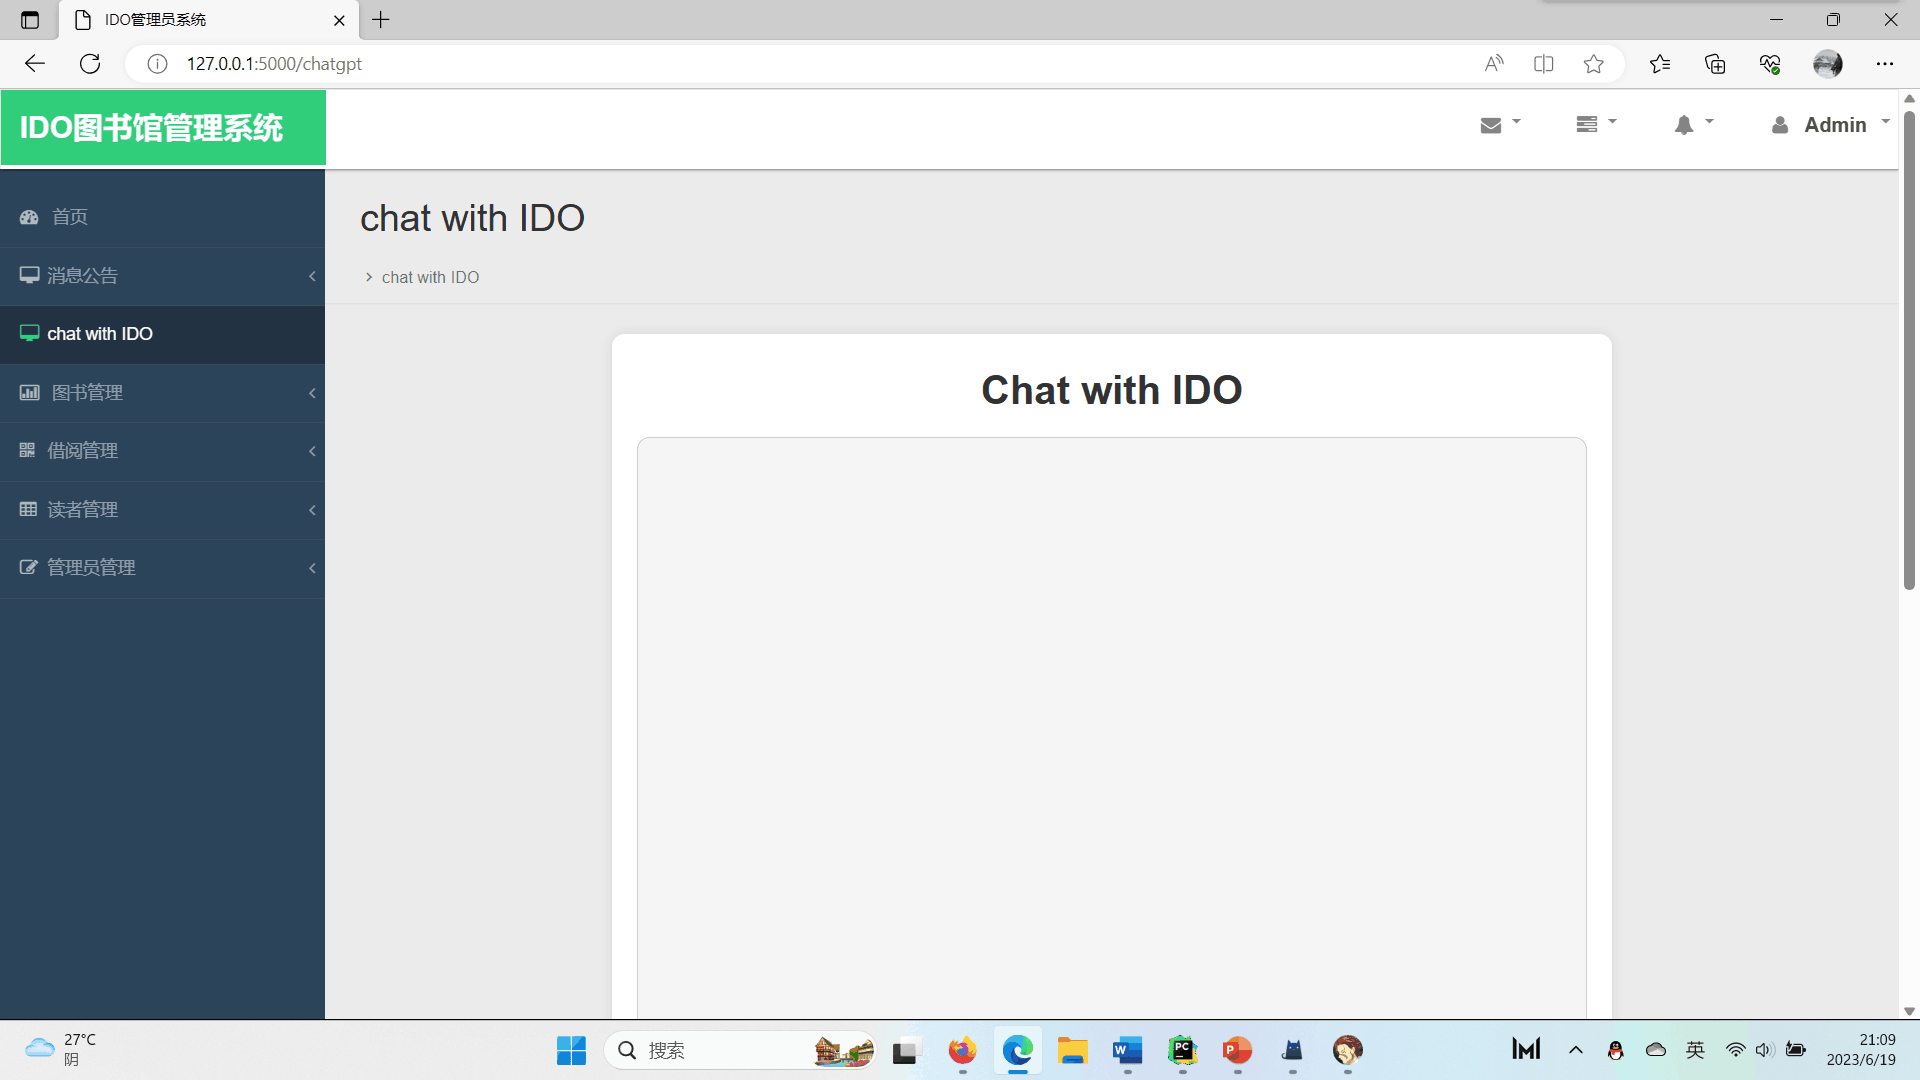 IDO管理员系统
127.0.0.1:5000/chatgpt
IDO图书馆管理系统
Admin
首页
消息公告
chat with IDO
图书管理
借阅管理
读者管理
管理员管理
chat with IDO
chat with IDO
Chat with IDO
27°C
阴
搜索
英
21:09
2023/6/19